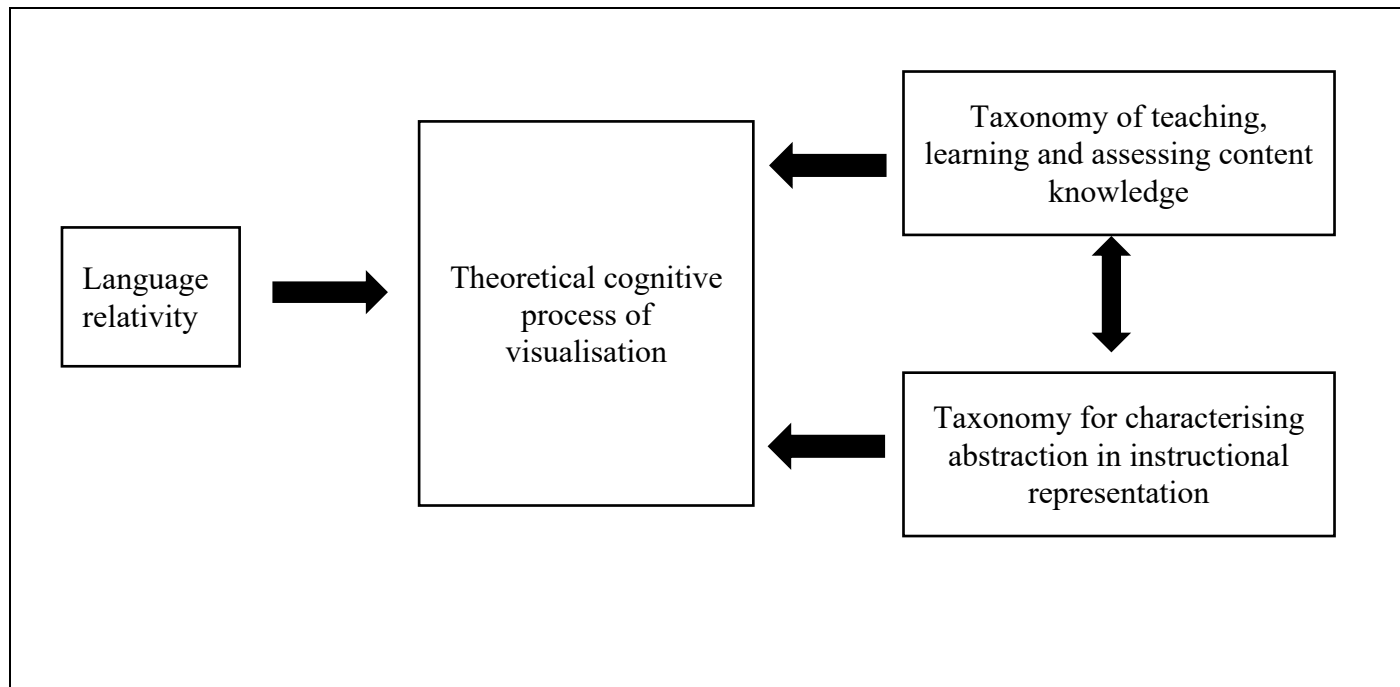 Language
relativity
Theoretical cognitive
process of
visualisation
Taxonomy of teaching,
learning and assessing content
knowledge
Taxonomy for characterising
abstraction in instructional
representation